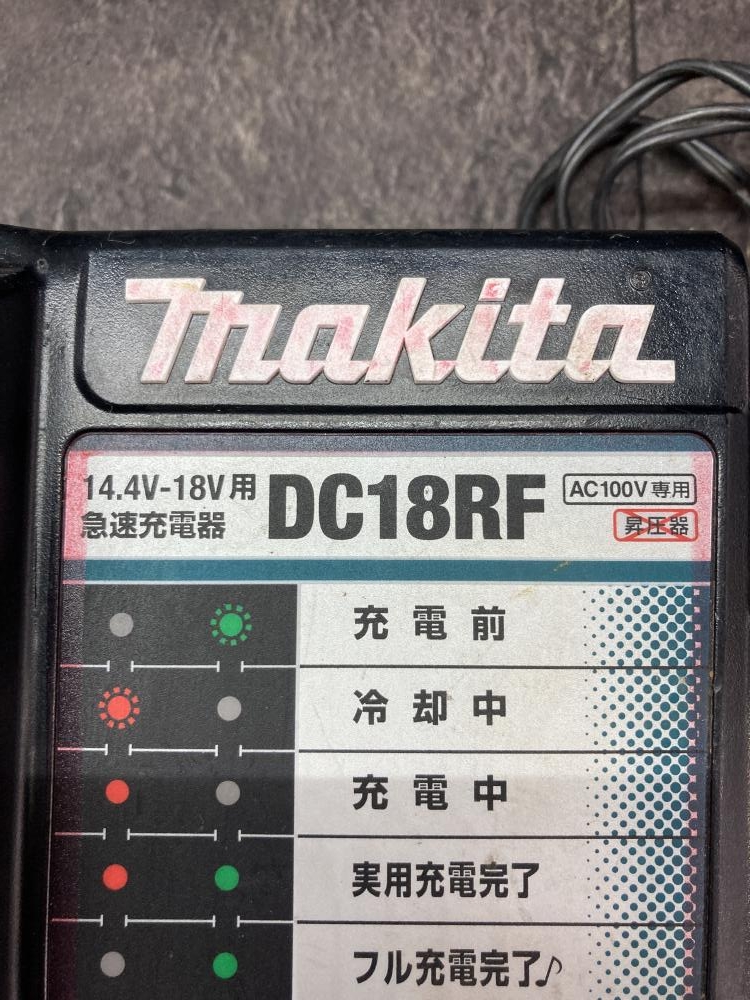 makita®
14.4V-18V用
急速充電器
DC18RF
AC100V専用
昇圧器
充電前
冷却中
充電中
実用充電完了
フル充電完了♪